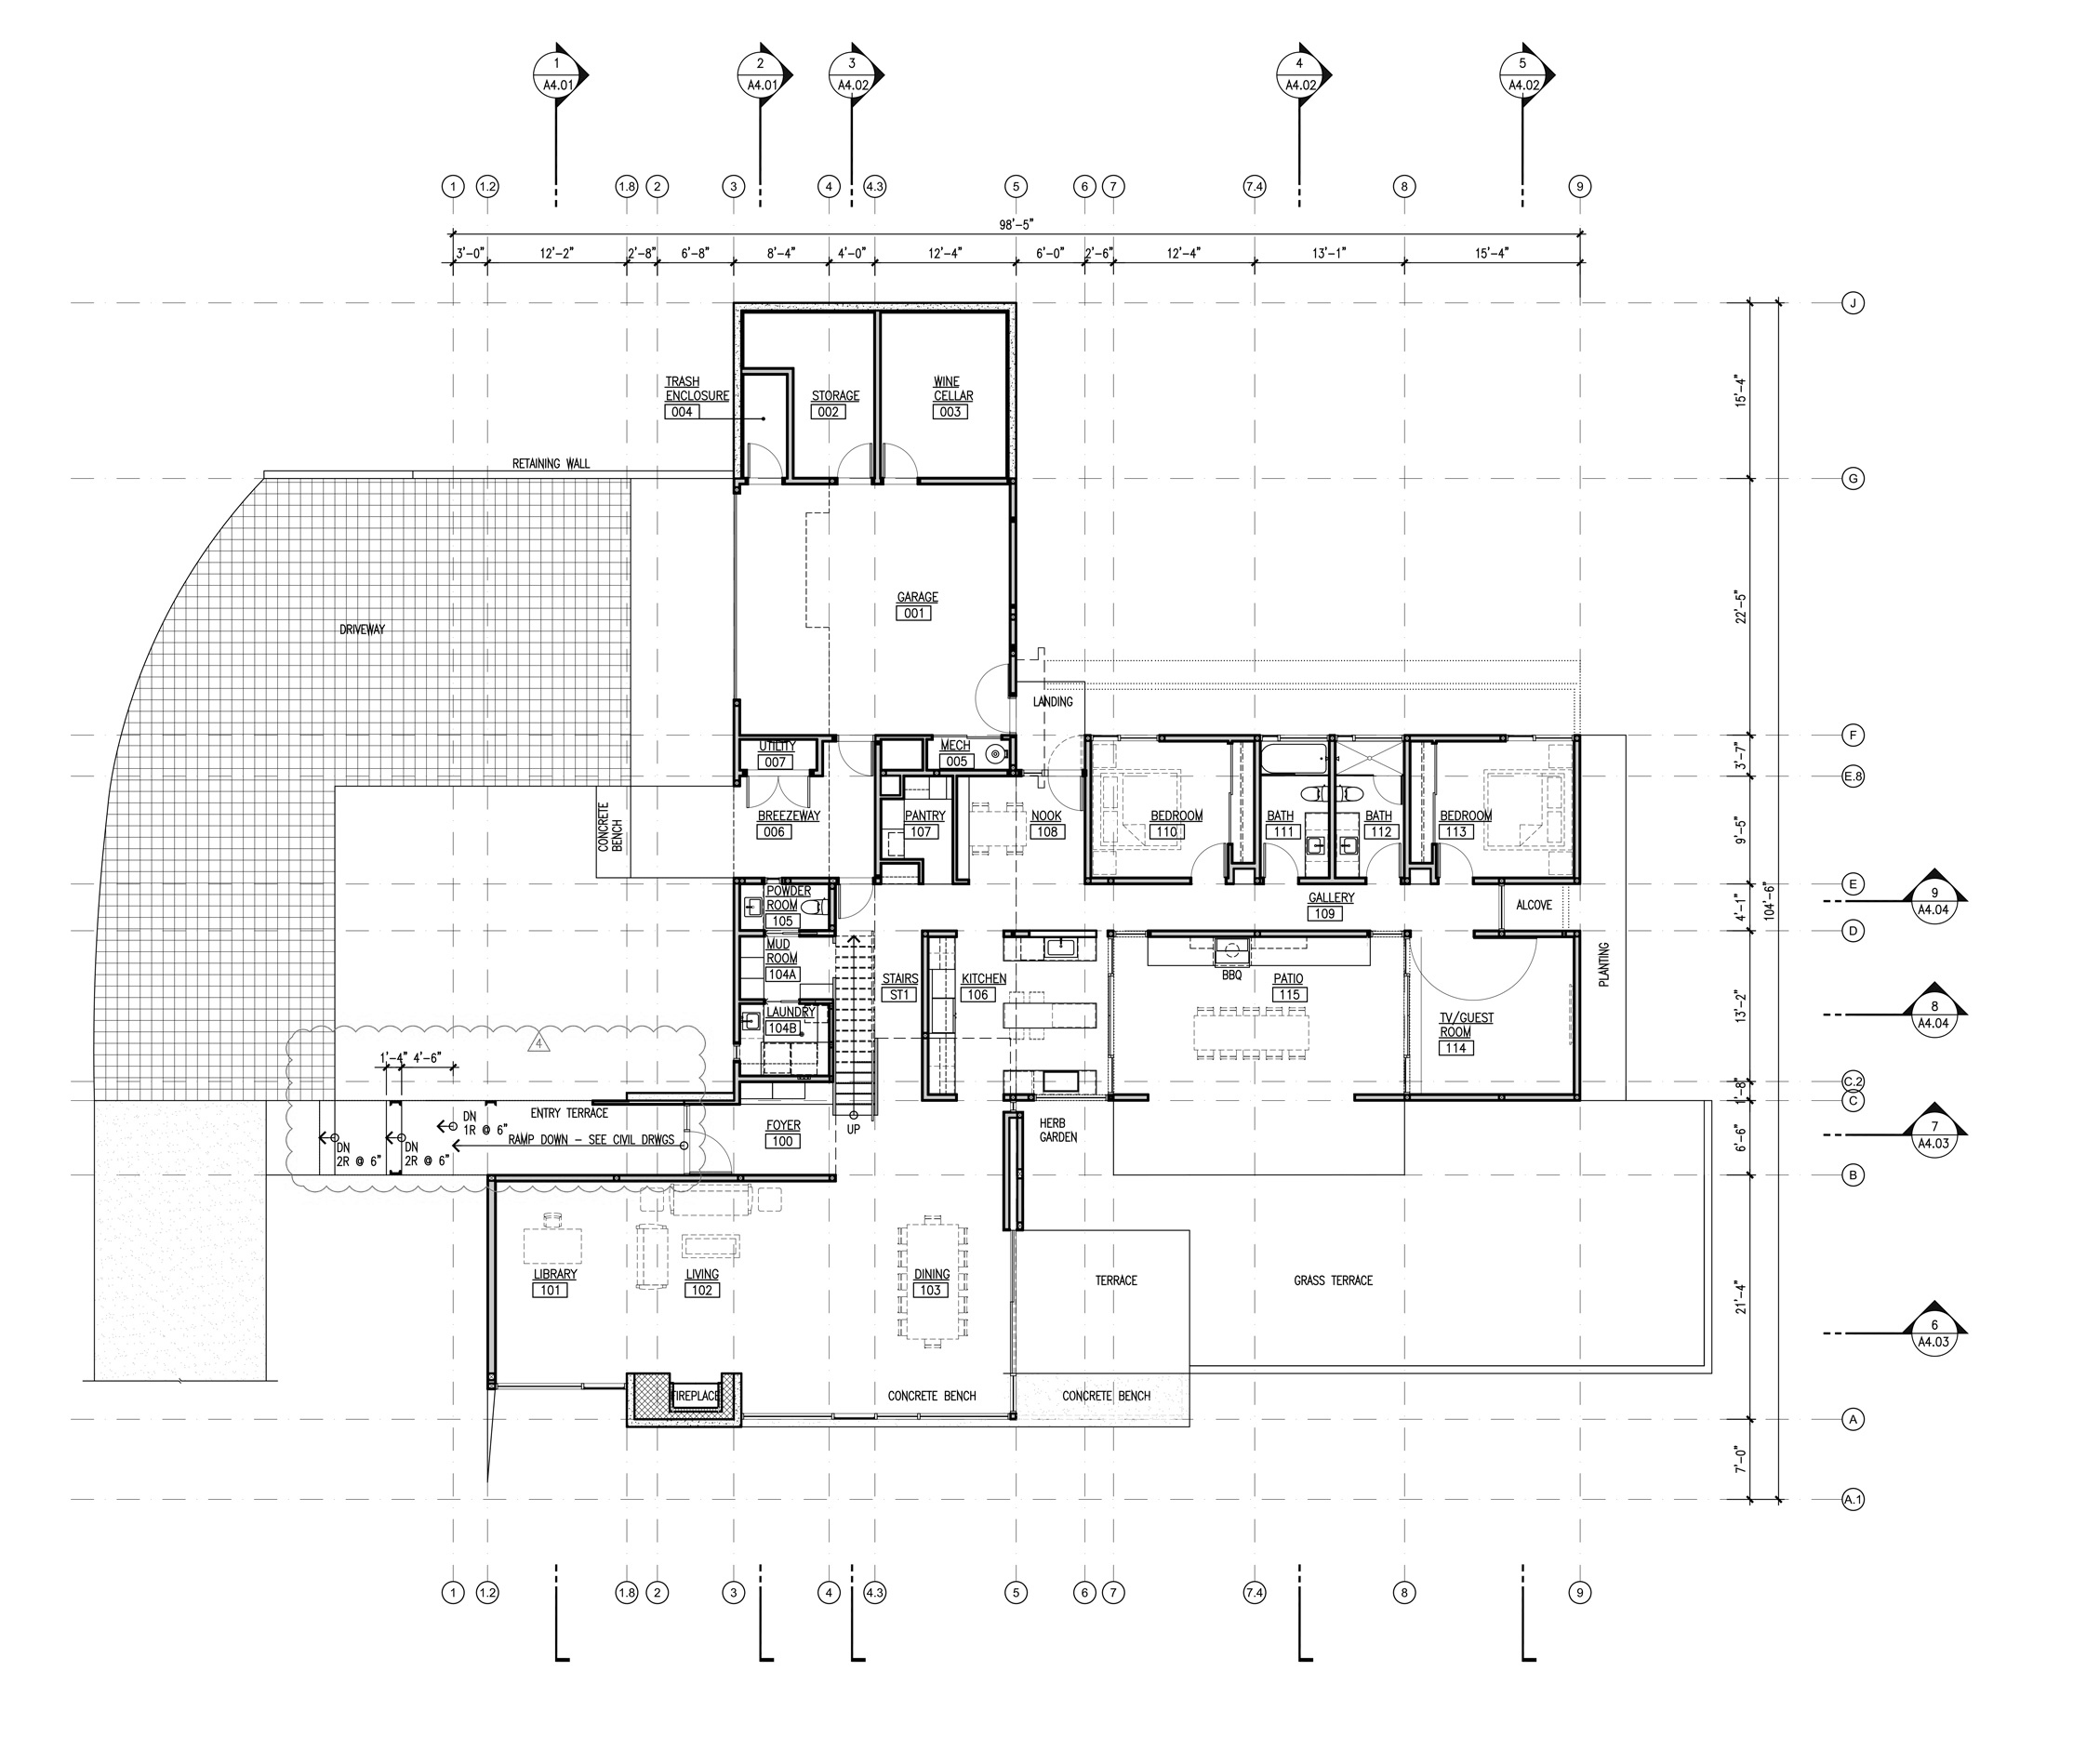 1
A4.01
2
A4.01
3
A4.02
4
A4.02
5
A4.02
1
1.2
1.8
2
3
4
4.3
5
6
7
7.4
8
9
98'-5"
3'-0"
12'-2"
2'-8"
6'-8"
8'-4"
4'-0"
12'-4"
6'-0"
2'-6"
12'-4"
13'-1"
15'-4"
J
TRASH
ENCLOSURE
004
STORAGE
002
WINE
CELLAR
003
15'-4"
RETAINING WALL
G
DRIVEWAY
GARAGE
001
22'-5"
LANDING
F
UTILITY
007
MECH
005
3'-7"
E.8
CONCRETE
BENCH
BREEZEWAY
006
PANTRY
107
NOOK
108
BEDROOM
110
BATH
111
BATH
112
BEDROOM
113
9'-5"
E
9
A4.04
POWDER
ROOM
105
GALLERY
109
ALCOVE
4'-1"
104'-6"
D
MUD
ROOM
104A
STAIRS
ST1
KITCHEN
106
BBQ
PATIO
115
PLANTING
13'-2"
8
A4.04
LAUNDRY
104B
TV/GUEST
ROOM
114
4
1'-4"
4'-6"
C.2
1'-8"
C
ENTRY TERRACE
DN
1R @ 6"
RAMP DOWN - SEE CIVIL DRWGS
DN
2R @ 6"
DN
2R @ 6"
FOYER
100
UP
HERB
GARDEN
6'-6"
7
A4.03
B
LIBRARY
101
LIVING
102
DINING
103
TERRACE
GRASS TERRACE
21'-4"
6
A4.03
FIREPLACE
CONCRETE BENCH
CONCRETE BENCH
A
7'-0"
A.1
1
1.2
1.8
2
3
4
4.3
5
6
7
7.4
8
9